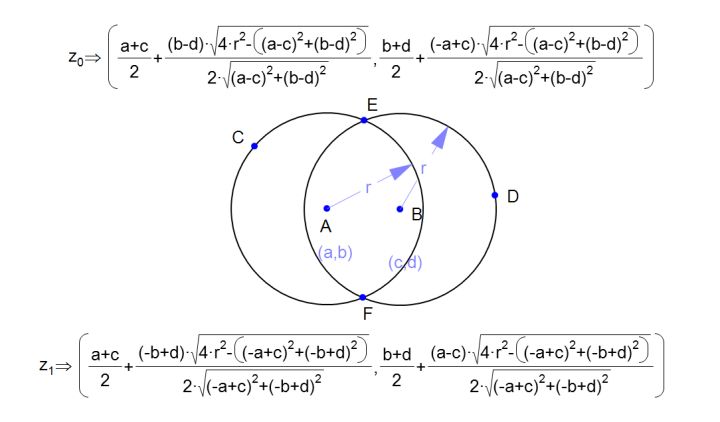 z₀⇒ ( (a+c)/2 + (b-d)·√(4·r²-((a-c)²+(b-d)²)) / (2·√((a-c)²+(b-d)²)) , (b+d)/2 + (-a+c)·√(4·r²-((a-c)²+(b-d)²)) / (2·√((a-c)²+(b-d)²)) )
E
C
r
r
D
A
B
(a,b)
(c,d)
F
z₁⇒ ( (a+c)/2 + (-b+d)·√(4·r²-((-a+c)²+(-b+d)²)) / (2·√((-a+c)²+(-b+d)²)) , (b+d)/2 + (a-c)·√(4·r²-((-a+c)²+(-b+d)²)) / (2·√((-a+c)²+(-b+d)²)) )